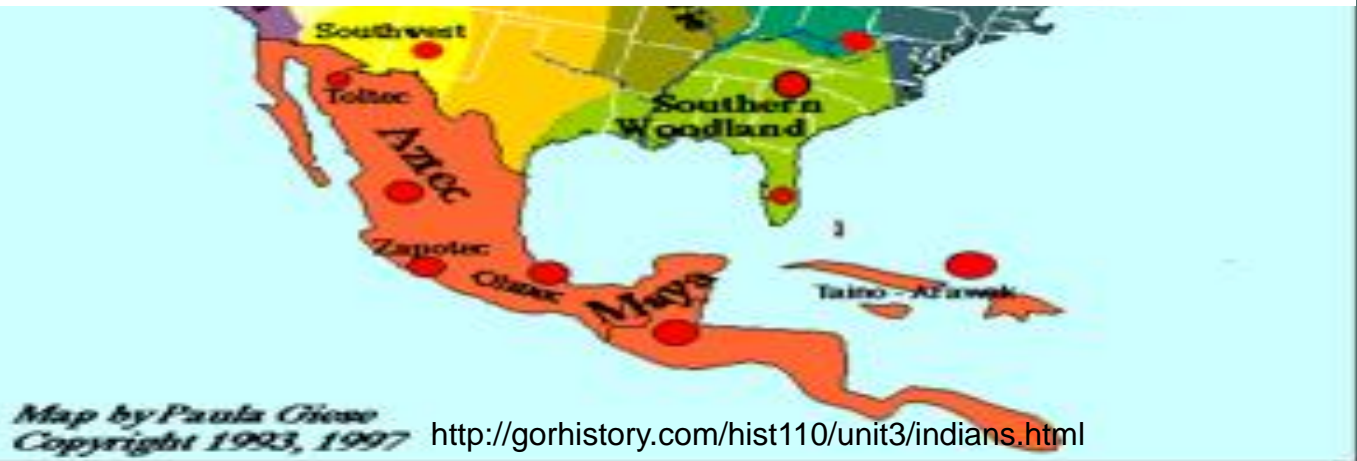 Southwest
Toltec
Aztec
Southern
Woodland
Zapotec
Olmec
Maya
Taino - Arawak
Map by Paula Giese
Copyright 1993, 1997
http://gorhistory.com/hist110/unit3/indians.html